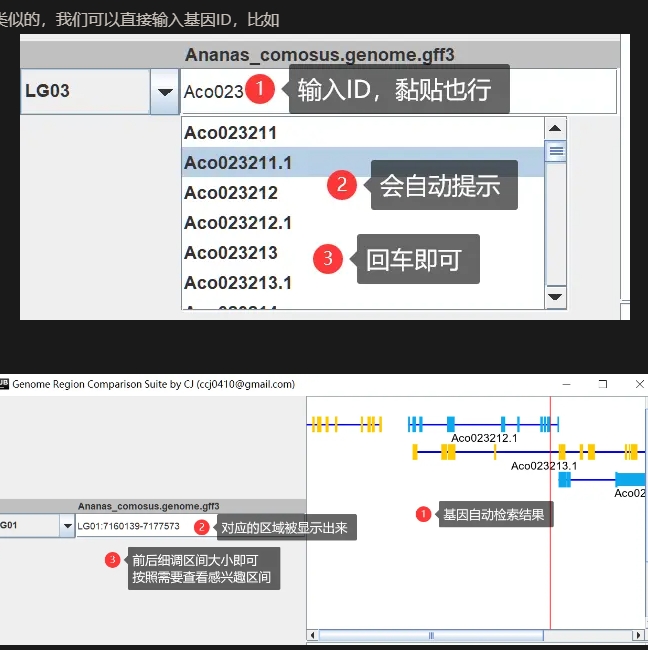 类似的，我们可以直接输入基因ID，比如
Ananas_comosus.genome.gff3
LG03
Aco023
1 输入ID，黏贴也行
Aco023211
Aco023211.1
Aco023212
2 会自动提示
Aco023212.1
Aco023213
3 回车即可
Aco023213.1
Genome Region Comparison Suite by CJ (ccj0410@gmail.com)
Aco023212.1
Aco023213.1
Aco02
Ananas_comosus.genome.gff3
1 基因自动检索结果
G01
LG01:7160139-7177573
2 对应的区域被显示出来
3 前后细调区间大小即可
按照需要查看感兴趣区间